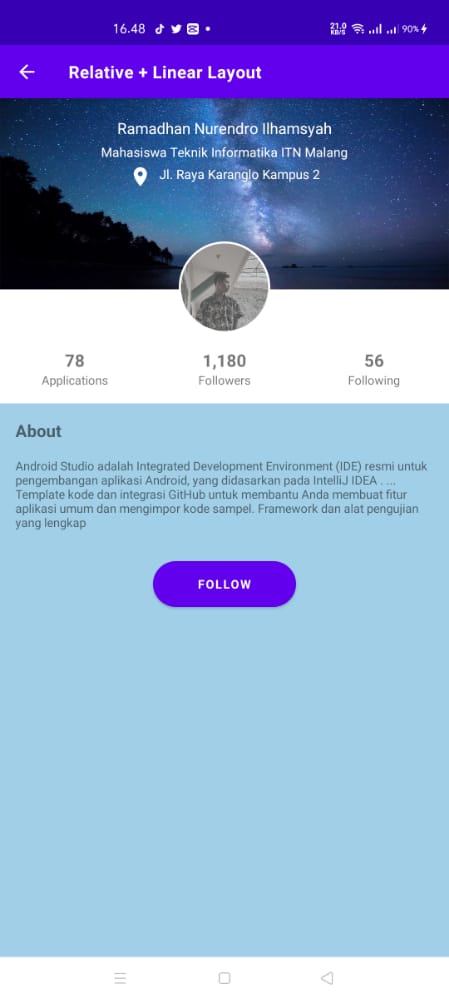 16.48
21.0
KB/S
90%
Relative + Linear Layout
Ramadhan Nurendro Ilhamsyah
Mahasiswa Teknik Informatika ITN Malang
Jl. Raya Karanglo Kampus 2
78
Applications
1,180
Followers
56
Following
About
Android Studio adalah Integrated Development Environment (IDE) resmi untuk
pengembangan aplikasi Android, yang didasarkan pada IntelliJ IDEA . ...
Template kode dan integrasi GitHub untuk membantu Anda membuat fitur
aplikasi umum dan mengimpor kode sampel. Framework dan alat pengujian
yang lengkap
FOLLOW